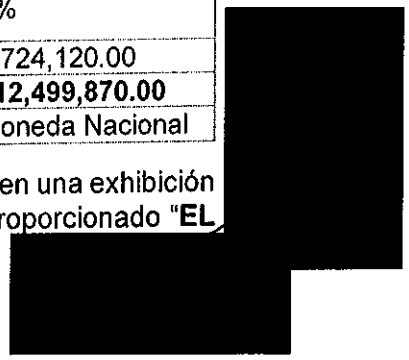 %
724,120.00
12,499,870.00
oneda Nacional
en una exhibición
roporcionado "EL